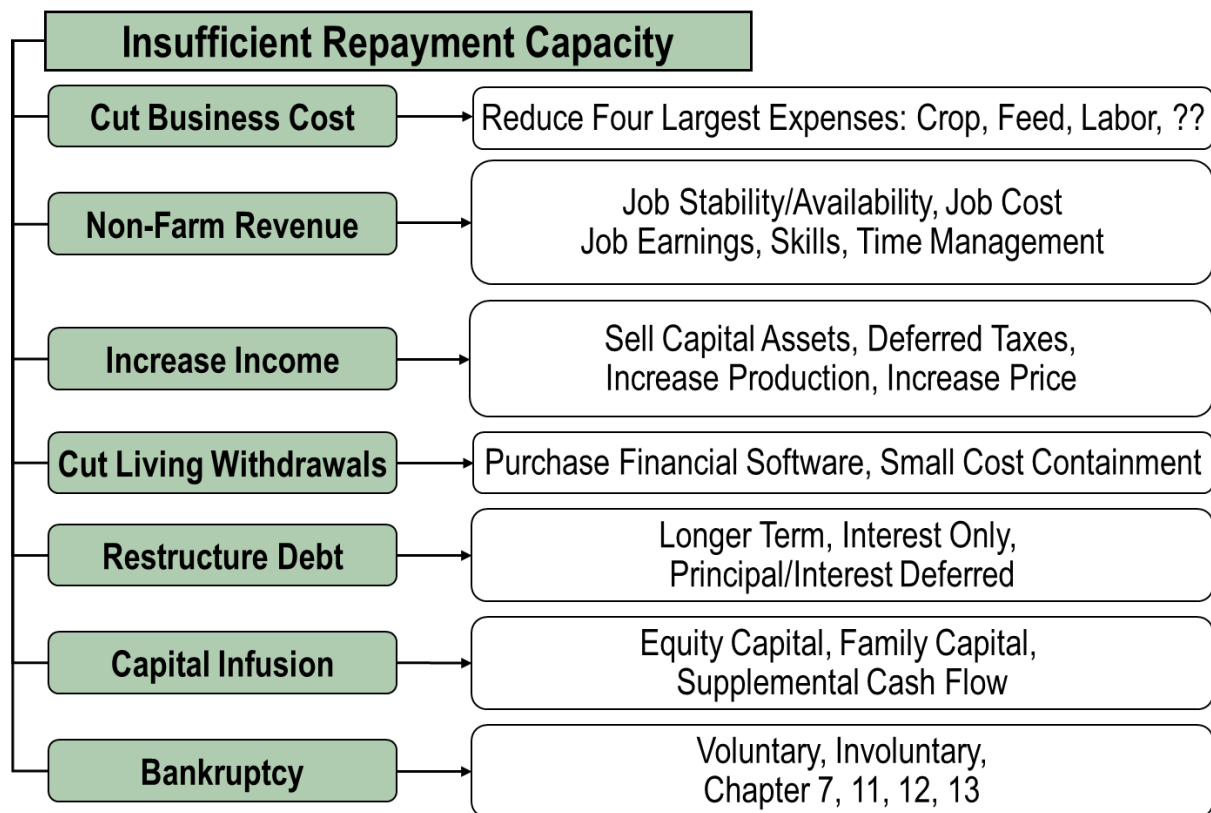 Insufficient Repayment Capacity
Cut Business Cost
Reduce Four Largest Expenses: Crop, Feed, Labor, ??
Non-Farm Revenue
Job Stability/Availability, Job Cost
Job Earnings, Skills, Time Management
Increase Income
Sell Capital Assets, Deferred Taxes,
Increase Production, Increase Price
Cut Living Withdrawals
Purchase Financial Software, Small Cost Containment
Restructure Debt
Longer Term, Interest Only,
Principal/Interest Deferred
Capital Infusion
Equity Capital, Family Capital,
Supplemental Cash Flow
Bankruptcy
Voluntary, Involuntary,
Chapter 7, 11, 12, 13